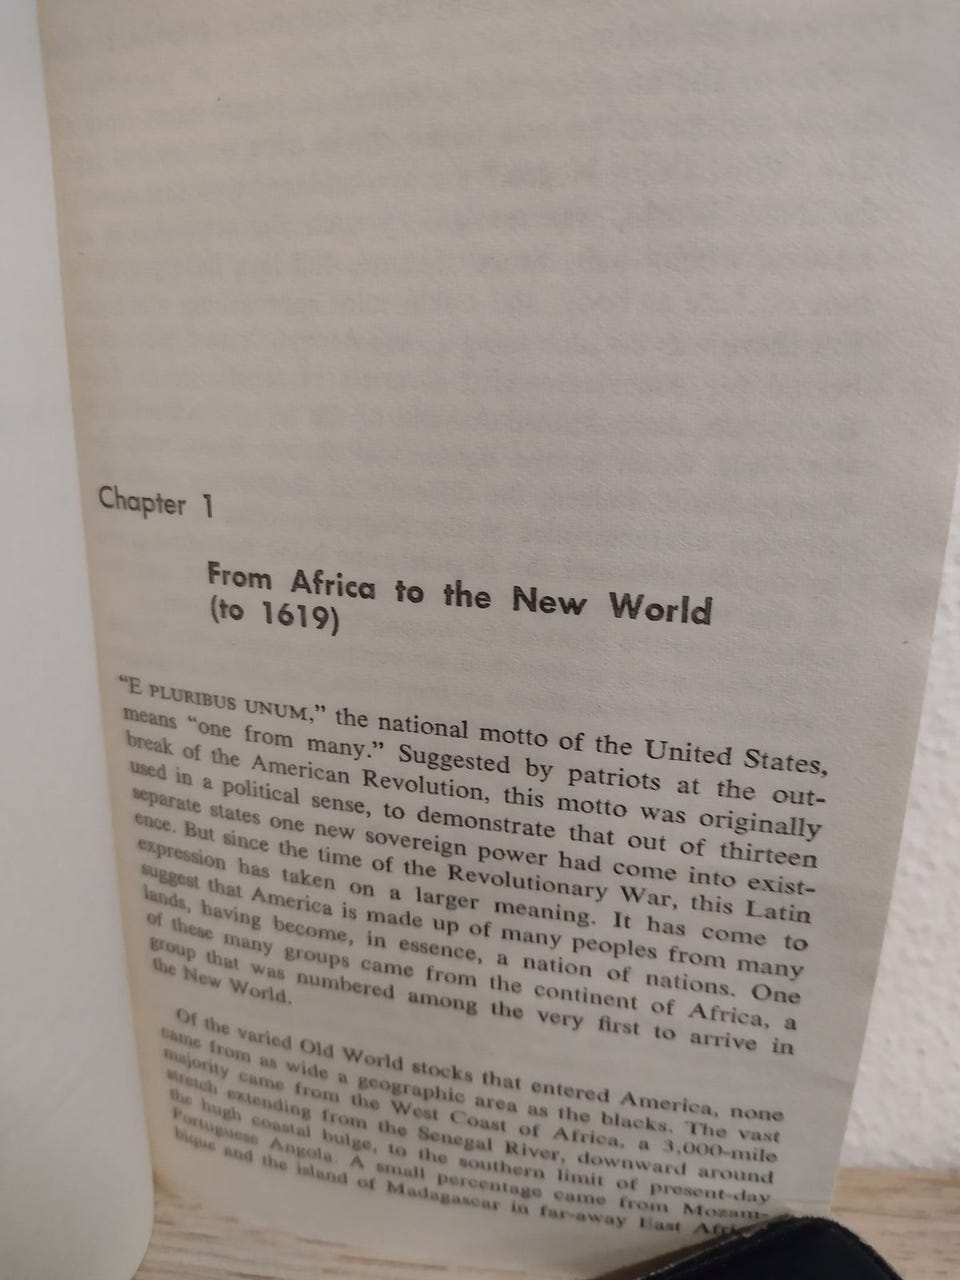 Chapter 1
From Africa to the New World
(to 1619)
“E PLURIBUS UNUM,” the national motto of the United States,
means “one from many.” Suggested by patriots at the out-
break of the American Revolution, this motto was originally
used in a political sense, to demonstrate that out of thirteen
separate states one new sovereign power had come into exist-
ence. But since the time of the Revolutionary War, this Latin
expression has taken on a larger meaning. It has come to
suggest that America is made up of many peoples from many
lands, having become, in essence, a nation of nations. One
of these many groups came from the continent of Africa, a
group that was numbered among the very first to arrive in
the New World.
Of the varied Old World stocks that entered America, none
came from as wide a geographic area as the blacks. The vast
majority came from the West Coast of Africa, a 3,000-mile
stretch extending from the Senegal River, downward around
the hugh coastal bulge, to the southern limit of present-day
Portuguese Angola. A small percentage came from Mozam-
bique and the island of Madagascar in far-away East